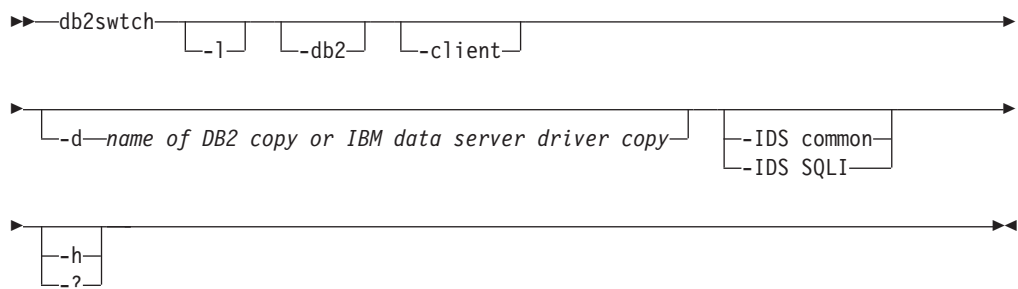 db2swtch
-l -db2 -client
-d name of DB2 copy or IBM data server driver copy -IDS common
-IDS SQLI
-h
-?